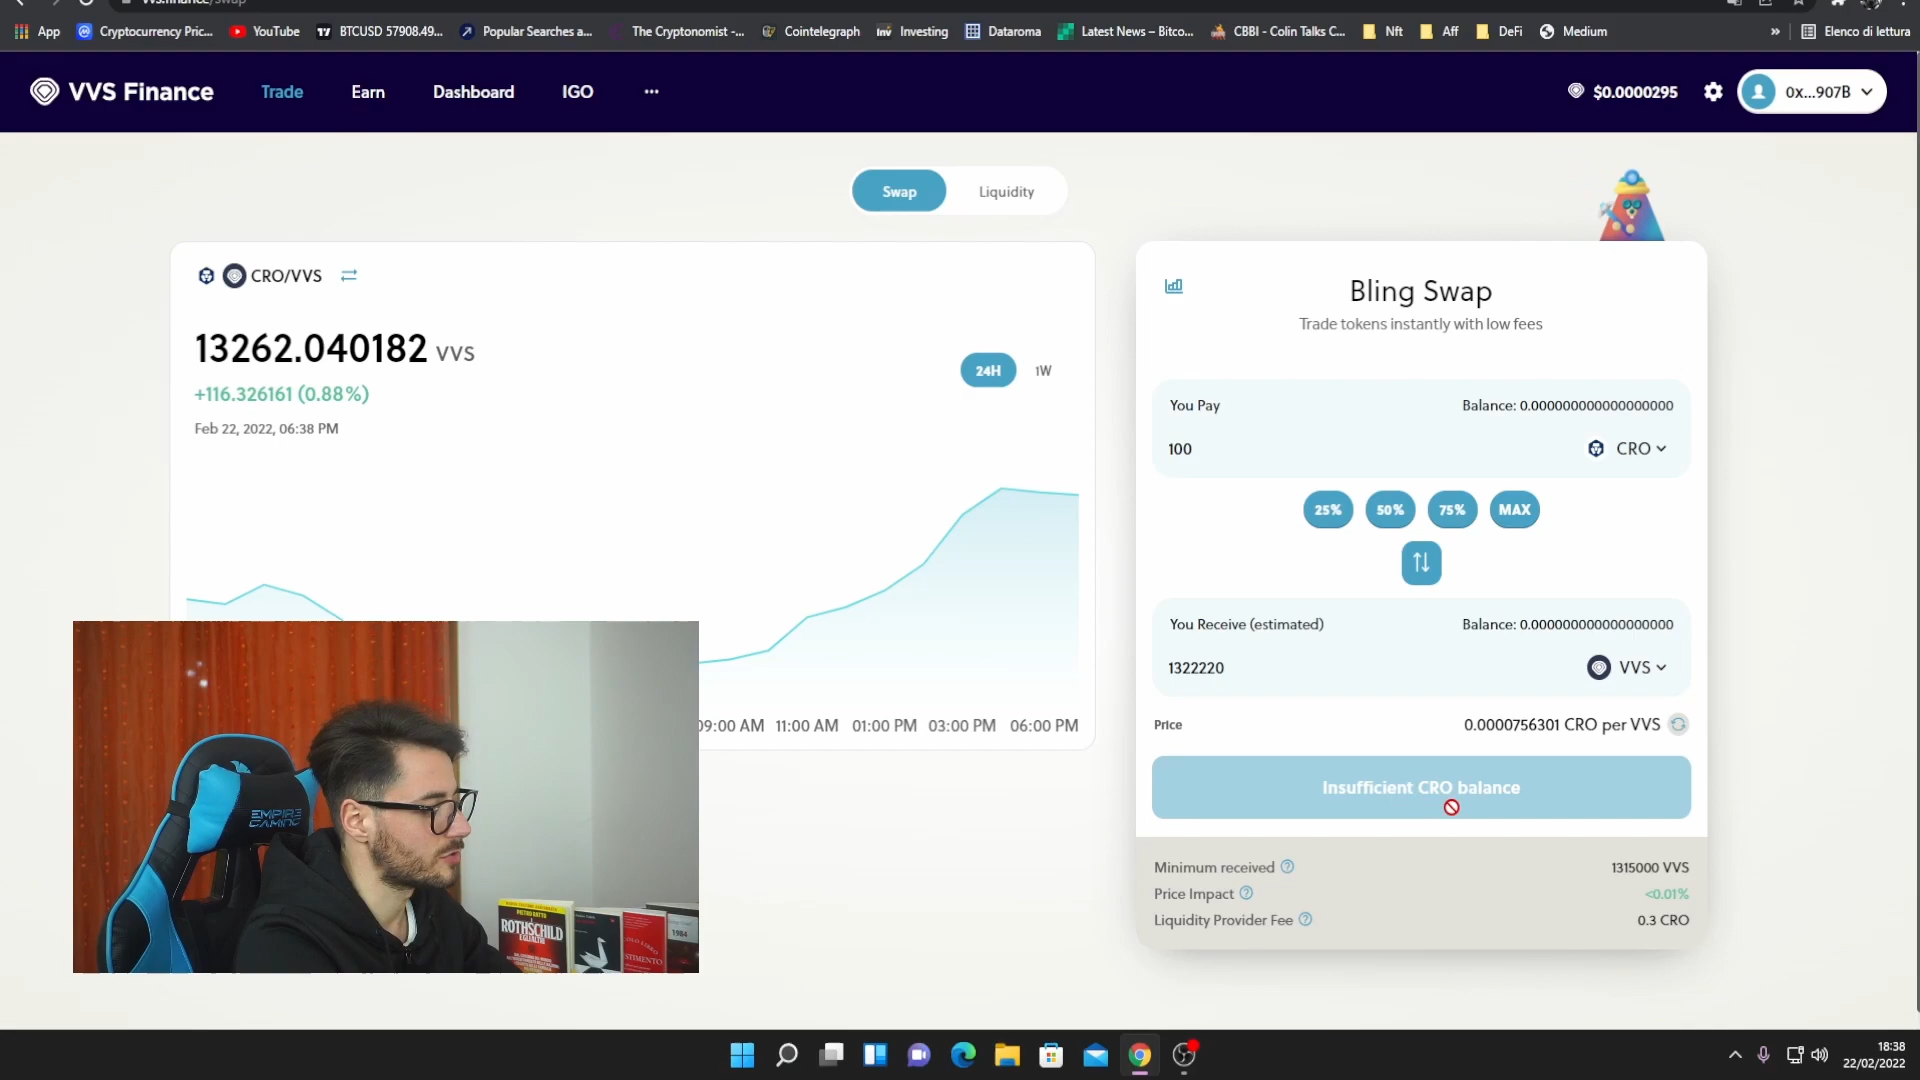 vvs.finance/swap
App
Cryptocurrency Pric...
YouTube
BTCUSD 57908.49...
Popular Searches a...
The Cryptonomist -...
Cointelegraph
Investing
Dataroma
Latest News – Bitco...
CBBI - Colin Talks C...
Nft
Aff
DeFi
Medium
»
Elenco di lettura
VVS Finance
Trade
Earn
Dashboard
IGO
...
$0.0000295
0x...907B
Swap
Liquidity
CRO/VVS
13262.040182 VVS
+116.326161 (0.88%)
Feb 22, 2022, 06:38 PM
24H
1W
09:00 AM 11:00 AM 01:00 PM 03:00 PM 06:00 PM
Bling Swap
Trade tokens instantly with low fees
You Pay
Balance: 0.000000000000000000
100
CRO
25%
50%
75%
MAX
You Receive (estimated)
Balance: 0.000000000000000000
1322220
VVS
Price
0.0000756301 CRO per VVS
Insufficient CRO balance
Minimum received
1315000 VVS
Price Impact
<0.01%
Liquidity Provider Fee
0.3 CRO
EMPIRE
GAMING
PIETRO RATTO
ROTHSCHILD
1984
18:38
22/02/2022